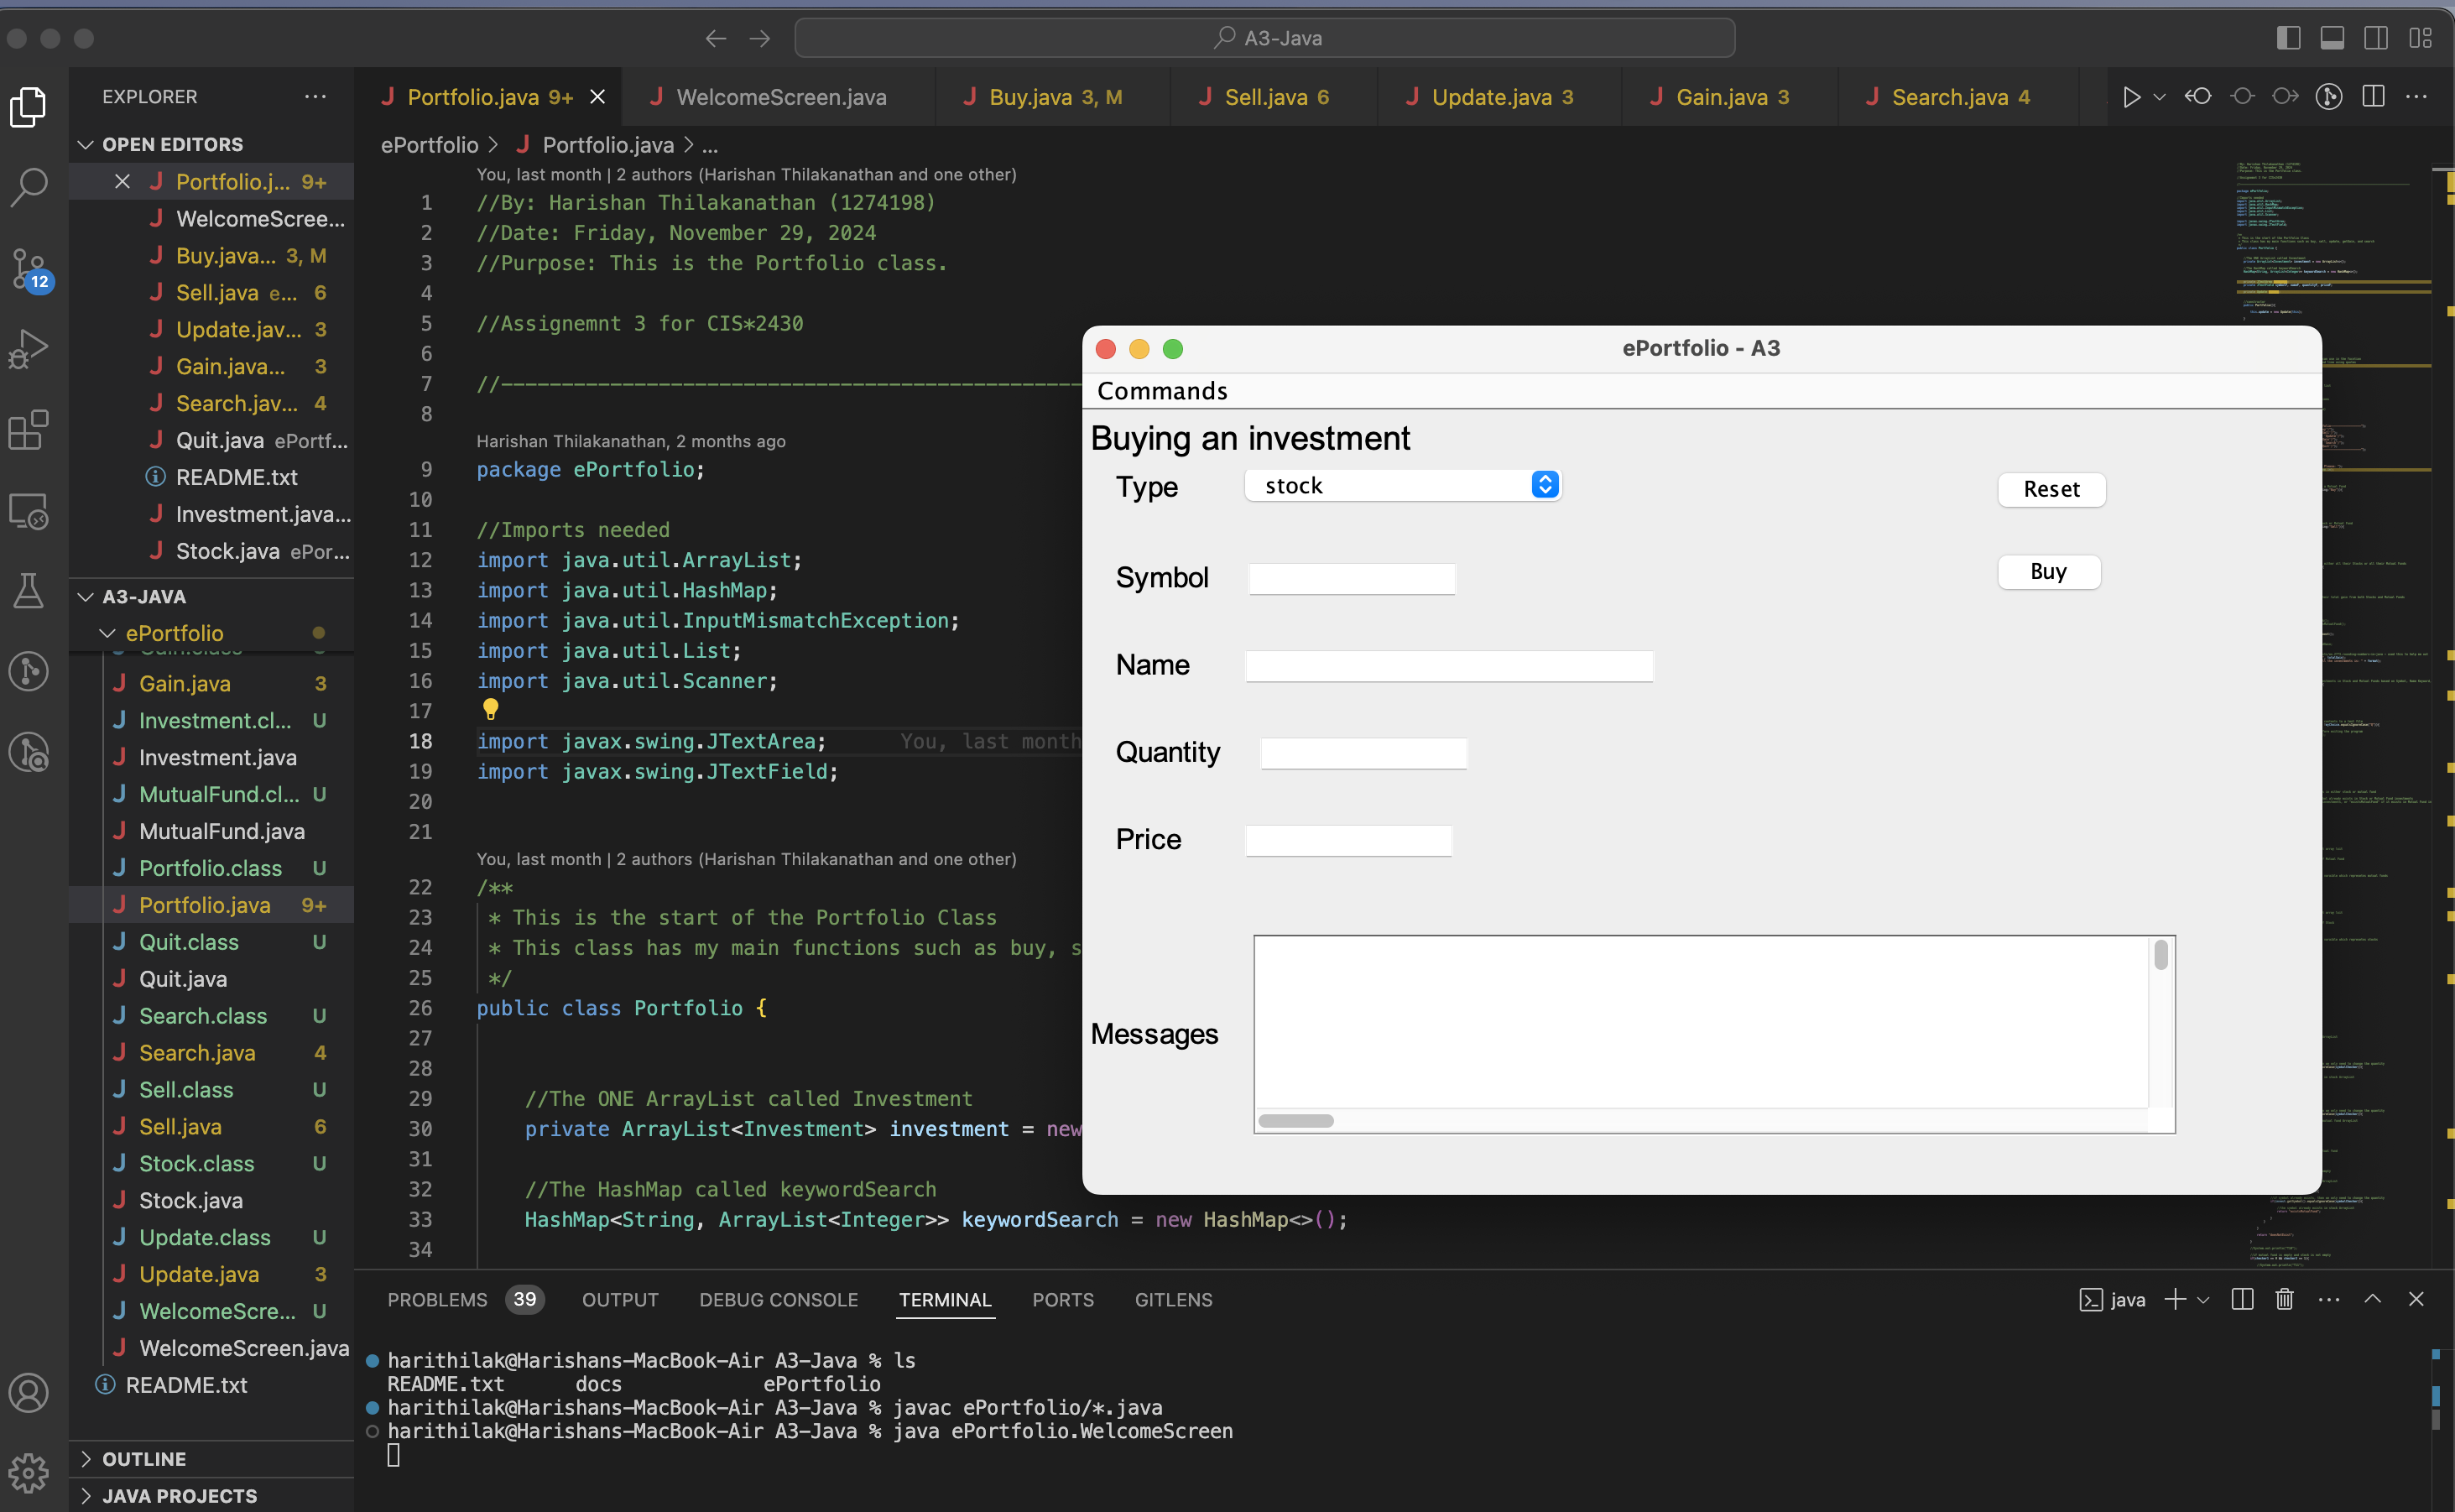 A3-Java
EXPLORER
Portfolio.java 9+
WelcomeScreen.java
Buy.java 3, M
Sell.java 6
Update.java 3
Gain.java 3
Search.java 4
OPEN EDITORS
Portfolio.j... 9+
WelcomeScree...
Buy.java... 3, M
Sell.java e... 6
Update.jav... 3
Gain.java... 3
Search.jav... 4
Quit.java ePortf...
README.txt
Investment.java...
Stock.java ePor...
12
A3-JAVA
ePortfolio
Gain.class
Gain.java 3
Investment.cl... U
Investment.java
MutualFund.cl... U
MutualFund.java
Portfolio.class U
Portfolio.java 9+
Quit.class U
Quit.java
Search.class U
Search.java 4
Sell.class U
Sell.java 6
Stock.class U
Stock.java
Update.class U
Update.java 3
WelcomeScre... U
WelcomeScreen.java
README.txt
OUTLINE
JAVA PROJECTS
ePortfolio > Portfolio.java > ...
You, last month | 2 authors (Harishan Thilakanathan and one other)
1 //By: Harishan Thilakanathan (1274198)
2 //Date: Friday, November 29, 2024
3 //Purpose: This is the Portfolio class.
4
5 //Assignemnt 3 for CIS*2430
6
7 //------------------------------------------------
8
Harishan Thilakanathan, 2 months ago
9 package ePortfolio;
10
11 //Imports needed
12 import java.util.ArrayList;
13 import java.util.HashMap;
14 import java.util.InputMismatchException;
15 import java.util.List;
16 import java.util.Scanner;
17
18 import javax.swing.JTextArea; You, last month
19 import javax.swing.JTextField;
20
21
You, last month | 2 authors (Harishan Thilakanathan and one other)
22 /**
23 * This is the start of the Portfolio Class
24 * This class has my main functions such as buy, s
25 */
26 public class Portfolio {
27
28
29 //The ONE ArrayList called Investment
30 private ArrayList<Investment> investment = new
31
32 //The HashMap called keywordSearch
33 HashMap<String, ArrayList<Integer>> keywordSearch = new HashMap<>();
34
ePortfolio - A3
Commands
Buying an investment
Type stock Reset
Symbol Buy
Name
Quantity
Price
Messages
PROBLEMS 39 OUTPUT DEBUG CONSOLE TERMINAL PORTS GITLENS
java
harithilak@Harishans-MacBook-Air A3-Java % ls
README.txt docs ePortfolio
harithilak@Harishans-MacBook-Air A3-Java % javac ePortfolio/*.java
harithilak@Harishans-MacBook-Air A3-Java % java ePortfolio.WelcomeScreen